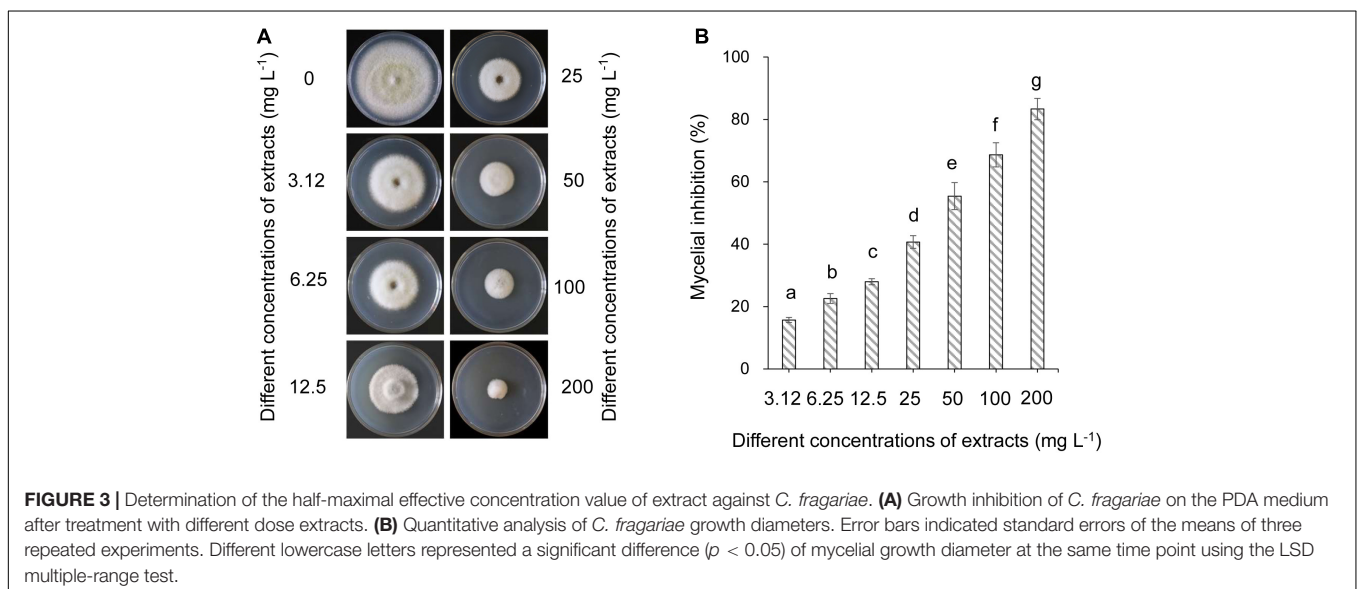 A
B
Different concentrations of extracts (mg L-1)
0
3.12
6.25
12.5
25
50
100
200
Different concentrations of extracts (mg L-1)
Mycelial inhibition (%)
100
80
60
40
20
0
a
b
c
d
e
f
g
3.12 6.25 12.5 25 50 100 200
Different concentrations of extracts (mg L-1)
FIGURE 3 | Determination of the half-maximal effective concentration value of extract against C. fragariae. (A) Growth inhibition of C. fragariae on the PDA medium
after treatment with different dose extracts. (B) Quantitative analysis of C. fragariae growth diameters. Error bars indicated standard errors of the means of three
repeated experiments. Different lowercase letters represented a significant difference (p < 0.05) of mycelial growth diameter at the same time point using the LSD
multiple-range test.